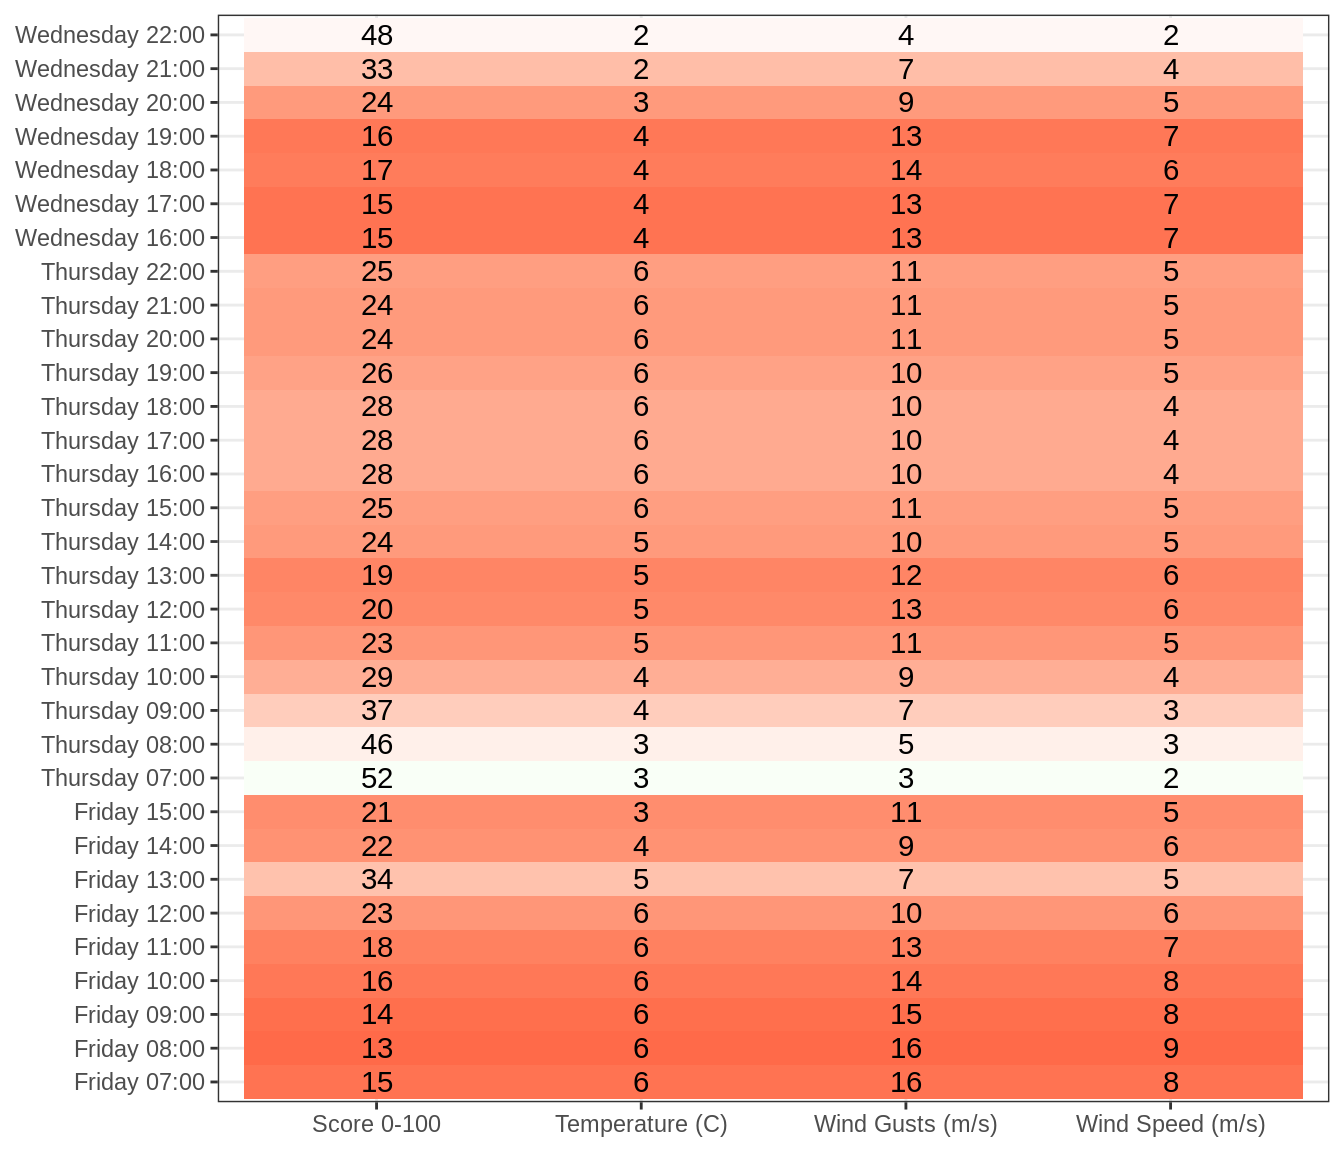 Wednesday 22:00 48 2 4 2
Wednesday 21:00 33 2 7 4
Wednesday 20:00 24 3 9 5
Wednesday 19:00 16 4 13 7
Wednesday 18:00 17 4 14 6
Wednesday 17:00 15 4 13 7
Wednesday 16:00 15 4 13 7
Thursday 22:00 25 6 11 5
Thursday 21:00 24 6 11 5
Thursday 20:00 24 6 11 5
Thursday 19:00 26 6 10 5
Thursday 18:00 28 6 10 4
Thursday 17:00 28 6 10 4
Thursday 16:00 28 6 10 4
Thursday 15:00 25 6 11 5
Thursday 14:00 24 5 10 5
Thursday 13:00 19 5 12 6
Thursday 12:00 20 5 13 6
Thursday 11:00 23 5 11 5
Thursday 10:00 29 4 9 4
Thursday 09:00 37 4 7 3
Thursday 08:00 46 3 5 3
Thursday 07:00 52 3 3 2
Friday 15:00 21 3 11 5
Friday 14:00 22 4 9 6
Friday 13:00 34 5 7 5
Friday 12:00 23 6 10 6
Friday 11:00 18 6 13 7
Friday 10:00 16 6 14 8
Friday 09:00 14 6 15 8
Friday 08:00 13 6 16 9
Friday 07:00 15 6 16 8
Score 0-100 Temperature (C) Wind Gusts (m/s) Wind Speed (m/s)